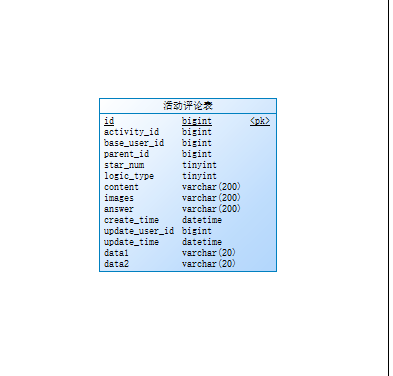 活动评论表
id bigint <pk>
activity_id bigint
base_user_id bigint
parent_id bigint
star_num tinyint
logic_type tinyint
content varchar(200)
images varchar(200)
answer varchar(200)
create_time datetime
update_user_id bigint
update_time datetime
data1 varchar(20)
data2 varchar(20)